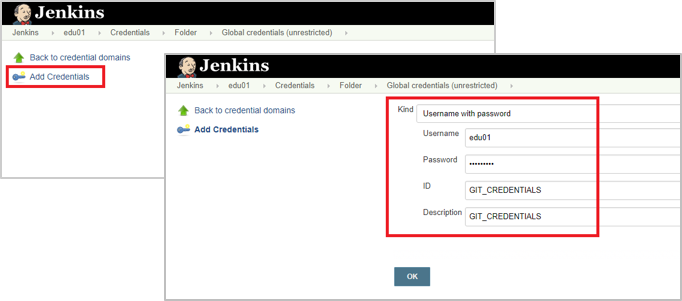 Jenkins
Jenkins › edu01 › Credentials › Folder › Global credentials (unrestricted) ›
Back to credential domains
Add Credentials
Jenkins
Jenkins › edu01 › Credentials › Folder › Global credentials (unrestricted) ›
Back to credential domains
Add Credentials
Kind Username with password
Username edu01
Password •••••••••
ID GIT_CREDENTIALS
Description GIT_CREDENTIALS
OK